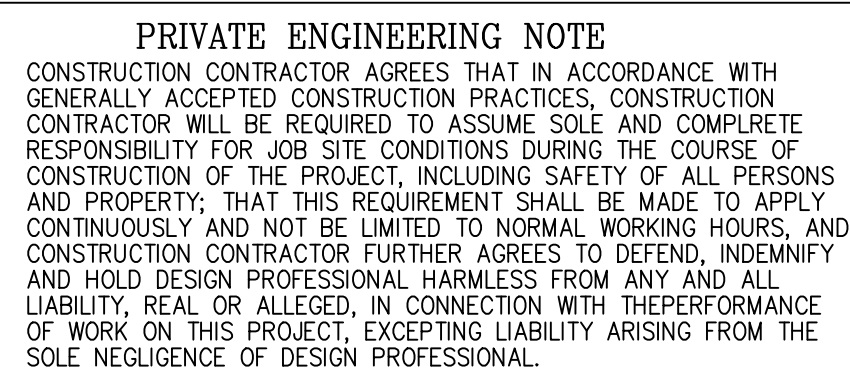 PRIVATE ENGINEERING NOTE
CONSTRUCTION CONTRACTOR AGREES THAT IN ACCORDANCE WITH
GENERALLY ACCEPTED CONSTRUCTION PRACTICES, CONSTRUCTION
CONTRACTOR WILL BE REQUIRED TO ASSUME SOLE AND COMPLRETE
RESPONSIBILITY FOR JOB SITE CONDITIONS DURING THE COURSE OF
CONSTRUCTION OF THE PROJECT, INCLUDING SAFETY OF ALL PERSONS
AND PROPERTY; THAT THIS REQUIREMENT SHALL BE MADE TO APPLY
CONTINUOUSLY AND NOT BE LIMITED TO NORMAL WORKING HOURS, AND
CONSTRUCTION CONTRACTOR FURTHER AGREES TO DEFEND, INDEMNIFY
AND HOLD DESIGN PROFESSIONAL HARMLESS FROM ANY AND ALL
LIABILITY, REAL OR ALLEGED, IN CONNECTION WITH THEPERFORMANCE
OF WORK ON THIS PROJECT, EXCEPTING LIABILITY ARISING FROM THE
SOLE NEGLIGENCE OF DESIGN PROFESSIONAL.